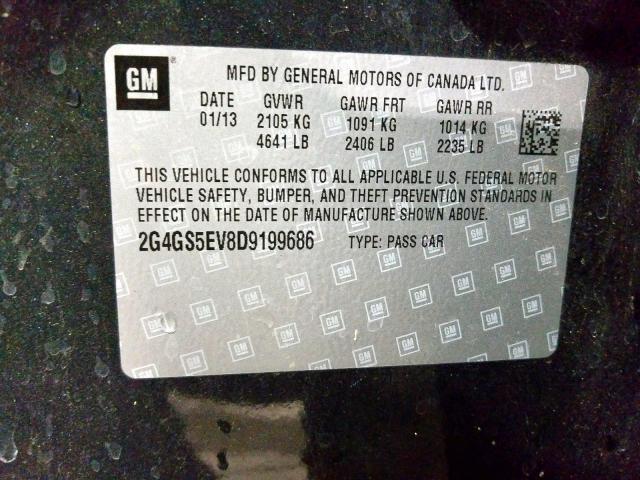 GM ®
MFD BY GENERAL MOTORS OF CANADA LTD.
DATE GVWR GAWR FRT GAWR RR
01/13 2105 KG 1091 KG 1014 KG
4641 LB 2406 LB 2235 LB
THIS VEHICLE CONFORMS TO ALL APPLICABLE U.S. FEDERAL MOTOR
VEHICLE SAFETY, BUMPER, AND THEFT PREVENTION STANDARDS IN
EFFECT ON THE DATE OF MANUFACTURE SHOWN ABOVE.
2G4GS5EV8D9199686 TYPE: PASS CAR